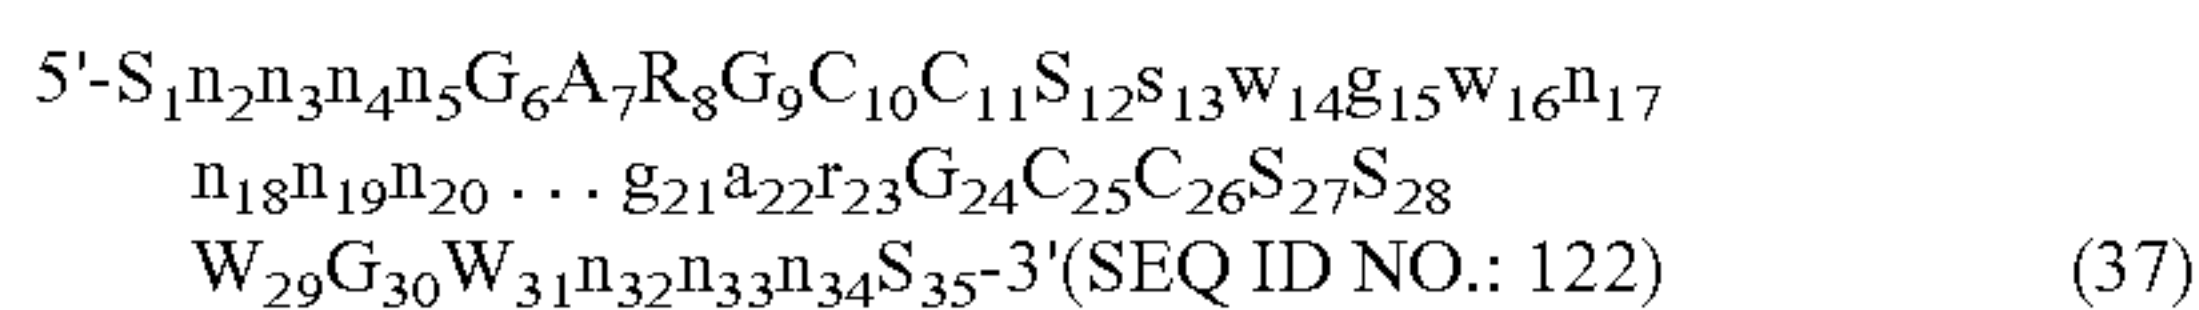 5'-S₁n₂n₃n₄n₅G₆A₇R₈G₉C₁₀C₁₁S₁₂s₁₃w₁₄g₁₅w₁₆n₁₇
n₁₈n₁₉n₂₀ . . . g₂₁a₂₂r₂₃G₂₄C₂₅C₂₆S₂₇S₂₈
W₂₉G₃₀W₃₁n₃₂n₃₃n₃₄S₃₅-3'(SEQ ID NO.: 122) (37)